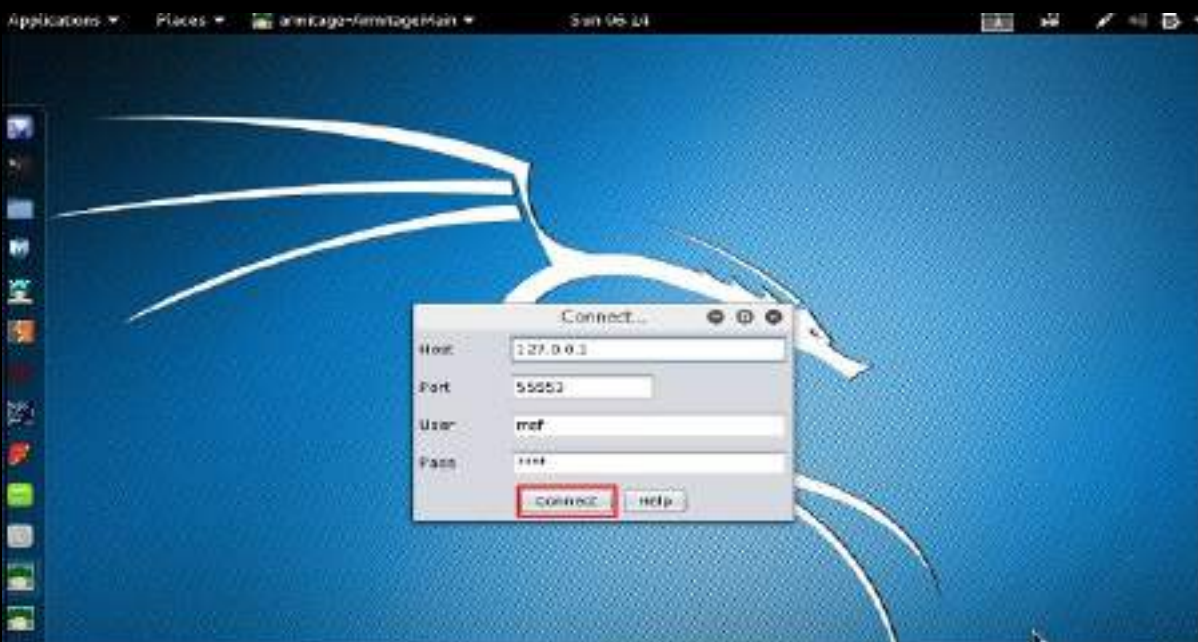 Applications Places armitage-ArmitageMain Sun 06:14
Connect...
Host 127.0.0.1
Port 55553
User msf
Pass ****
Connect Help